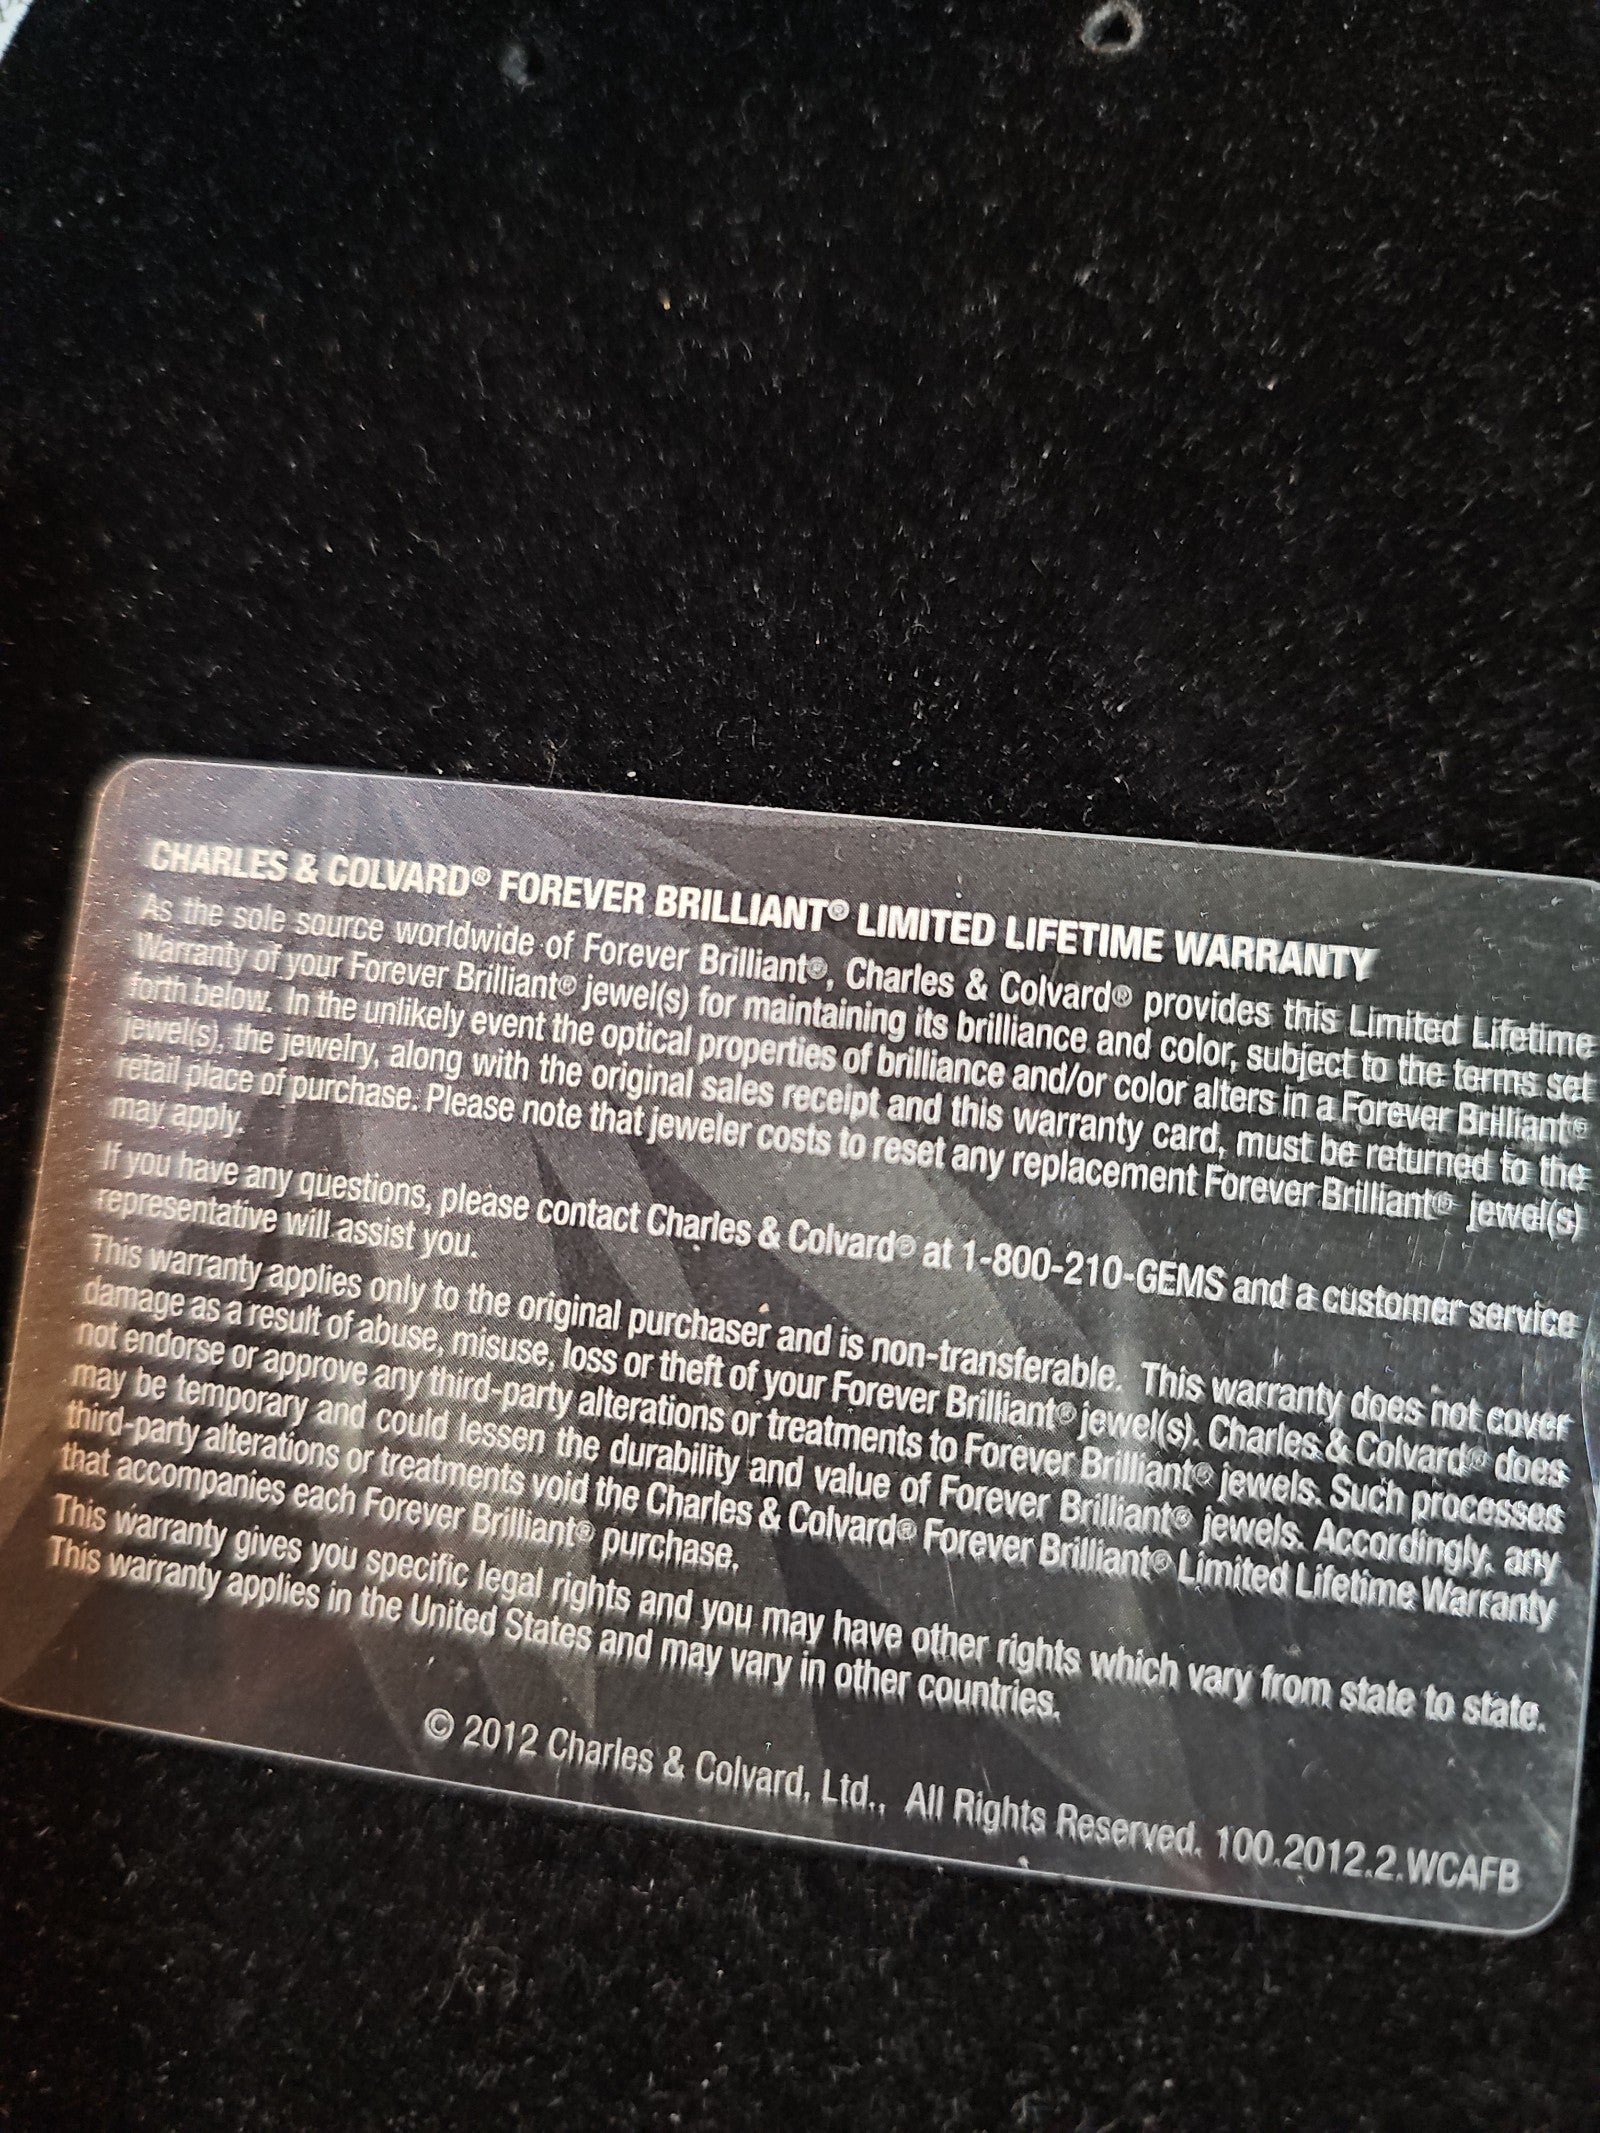 CHARLES & COLVARD® FOREVER BRILLIANT® LIMITED LIFETIME WARRANTY
As the sole source worldwide of Forever Brilliant®, Charles & Colvard® provides this Limited Lifetime
Warranty of your Forever Brilliant® jewel(s) for maintaining its brilliance and color, subject to the terms set
forth below. In the unlikely event the optical properties of brilliance and/or color alters in a Forever Brilliant®
jewel(s), the jewelry, along with the original sales receipt and this warranty card, must be returned to the
retail place of purchase. Please note that jeweler costs to reset any replacement Forever Brilliant® jewel(s)
may apply.
If you have any questions, please contact Charles & Colvard® at 1-800-210-GEMS and a customer service
representative will assist you.
This warranty applies only to the original purchaser and is non-transferable. This warranty does not cover
damage as a result of abuse, misuse, loss or theft of your Forever Brilliant® jewel(s). Charles & Colvard® does
not endorse or approve any third-party alterations or treatments to Forever Brilliant® jewels. Such processes
may be temporary and could lessen the durability and value of Forever Brilliant® jewels. Accordingly, any
third-party alterations or treatments void the Charles & Colvard® Forever Brilliant® Limited Lifetime Warranty
that accompanies each Forever Brilliant® purchase.
This warranty gives you specific legal rights and you may have other rights which vary from state to state.
This warranty applies in the United States and may vary in other countries.
© 2012 Charles & Colvard, Ltd., All Rights Reserved. 100.2012.2.WCAFB